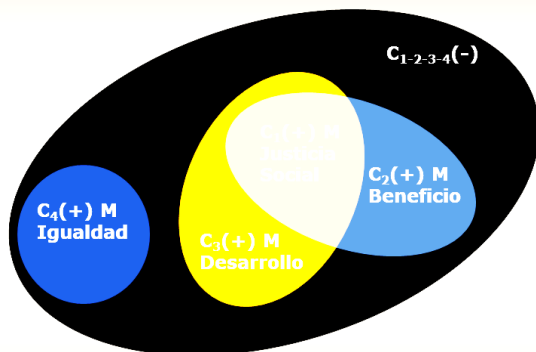 C₁₋₂₋₃₋₄(-)
M
C₂(+) M
Beneficio
C₄(+) M
Igualdad
C₃(+) M
Desarrollo